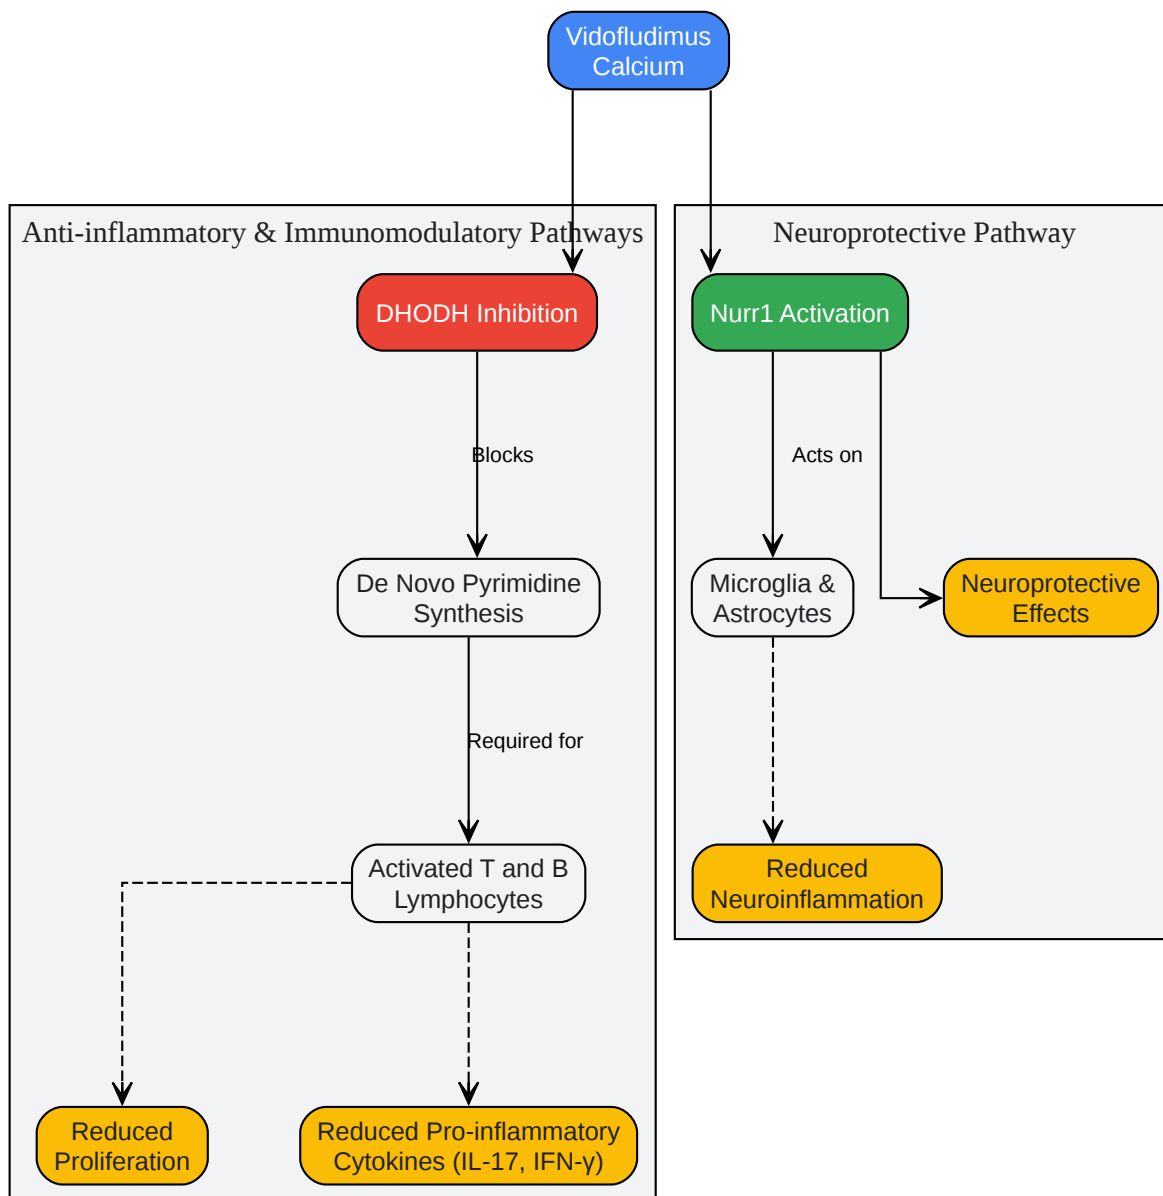 Vidofludimus
Calcium
Anti-inflammatory & Immunomodulatory Pathways
Neuroprotective Pathway
DHODH Inhibition
Nurr1 Activation
Blocks
Acts on
De Novo Pyrimidine
Synthesis
Microglia &
Astrocytes
Neuroprotective
Effects
Required for
Activated T and B
Lymphocytes
Reduced
Neuroinflammation
Reduced
Proliferation
Reduced Pro-inflammatory
Cytokines (IL-17, IFN-γ)